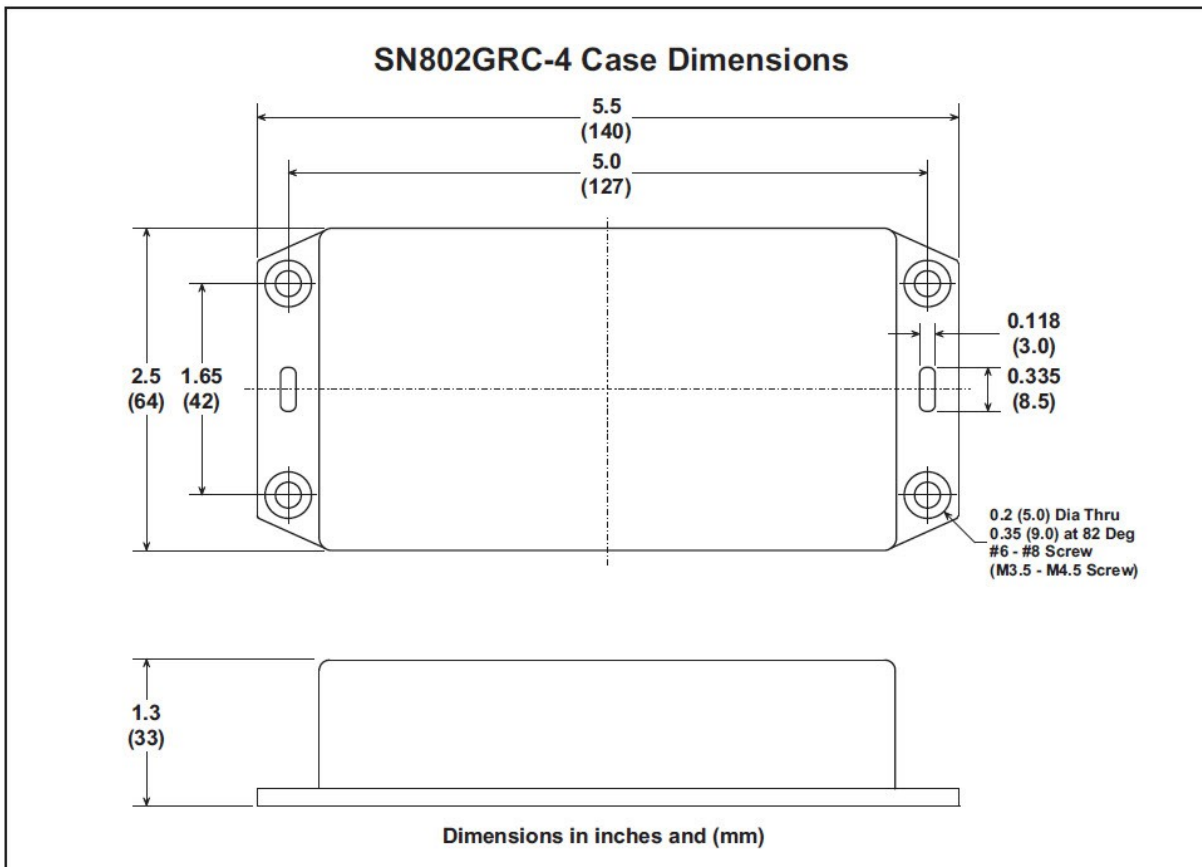 SN802GRC-4 Case Dimensions
5.5
(140)
5.0
(127)
2.5
(64)
1.65
(42)
0.118
(3.0)
0.335
(8.5)
0.2 (5.0) Dia Thru
0.35 (9.0) at 82 Deg
#6 - #8 Screw
(M3.5 - M4.5 Screw)
1.3
(33)
Dimensions in inches and (mm)